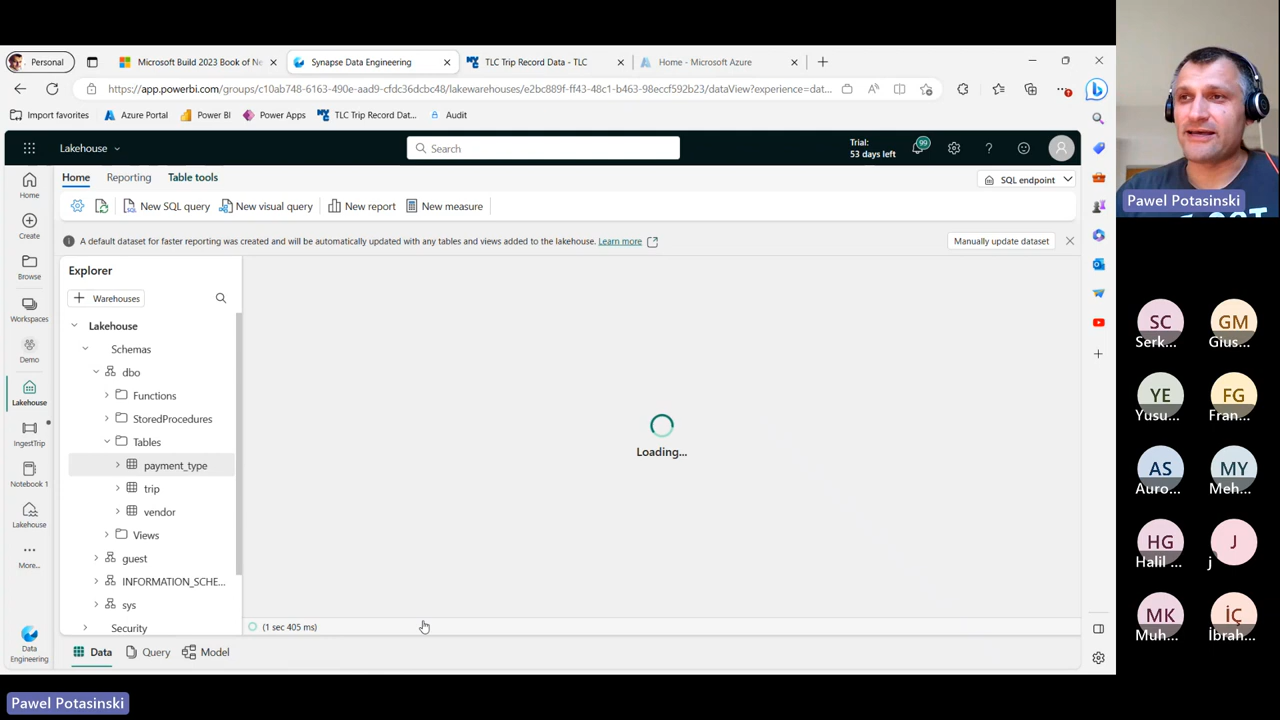 Personal
Microsoft Build 2023 Book of Ne
Synapse Data Engineering
TLC Trip Record Data - TLC
Home - Microsoft Azure
https://app.powerbi.com/groups/c10ab748-6163-490e-aad9-cfdc36dcbc48/lakewarehouses/e2bc889f-ff43-48c1-b463-98eccf592b23/dataView?experience=dat...
Import favorites
Azure Portal
Power BI
Power Apps
TLC Trip Record Dat...
Audit
Lakehouse
Search
Trial:
53 days left
99
Home
Reporting
Table tools
SQL endpoint
New SQL query
New visual query
New report
New measure
A default dataset for faster reporting was created and will be automatically updated with any tables and views added to the lakehouse. Learn more
Manually update dataset
Home
Create
Browse
Workspaces
Demo
Lakehouse
IngestTrip
Notebook 1
Lakehouse
More...
Data
Engineering
Explorer
Warehouses
Lakehouse
Schemas
dbo
Functions
StoredProcedures
Tables
payment_type
trip
vendor
Views
guest
INFORMATION_SCHE...
sys
Security
Loading...
(1 sec 405 ms)
Data
Query
Model
Pawel Potasinski
SC
Serk...
GM
Gius...
YE
Yusu...
FG
Fran...
AS
Auro...
MY
Meh...
HG
Halil ...
J
j
MK
Muh...
İÇ
İbrah...
Pawel Potasinski